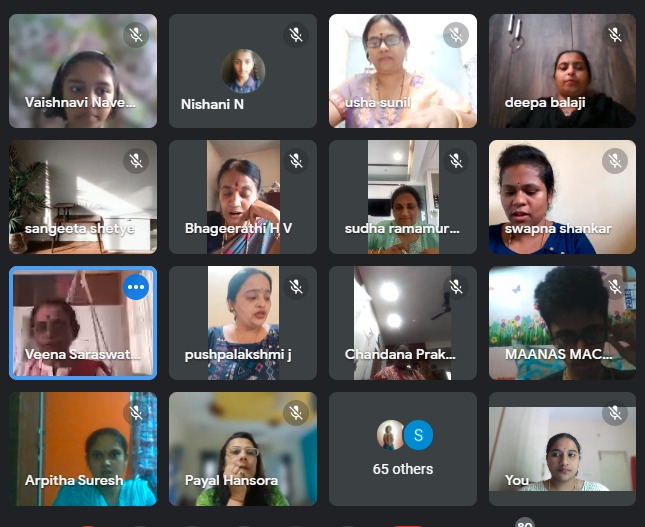 Vaishnavi Nave...
Nishani N
usha sunil
deepa balaji
sangeeta shetye
Bhageerathi H V
sudha ramamur...
swapna shankar
Veena Saraswat...
pushpalakshmi j
Chandana Prak...
MAANAS MAC...
Arpitha Suresh
Payal Hansora
S
65 others
You
80